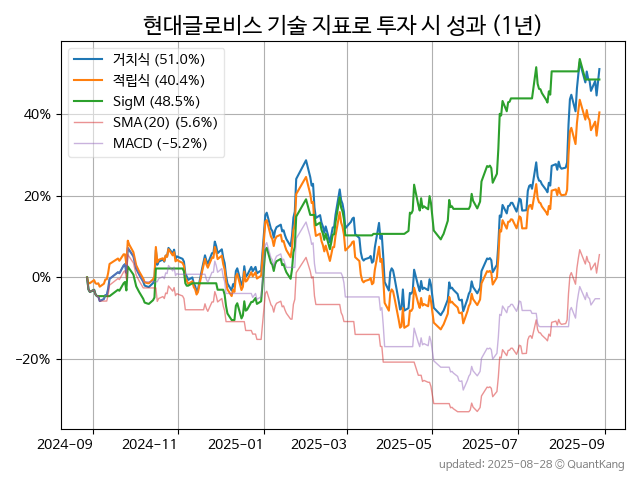 현대글로비스 기술 지표로 투자 시 성과 (1년)
거치식 (51.0%)
적립식 (40.4%)
SigM (48.5%)
SMA(20) (5.6%)
MACD (−5.2%)
40%
20%
0%
−20%
2024-09 2024-11 2025-01 2025-03 2025-05 2025-07 2025-09
updated: 2025-08-28 © QuantKang